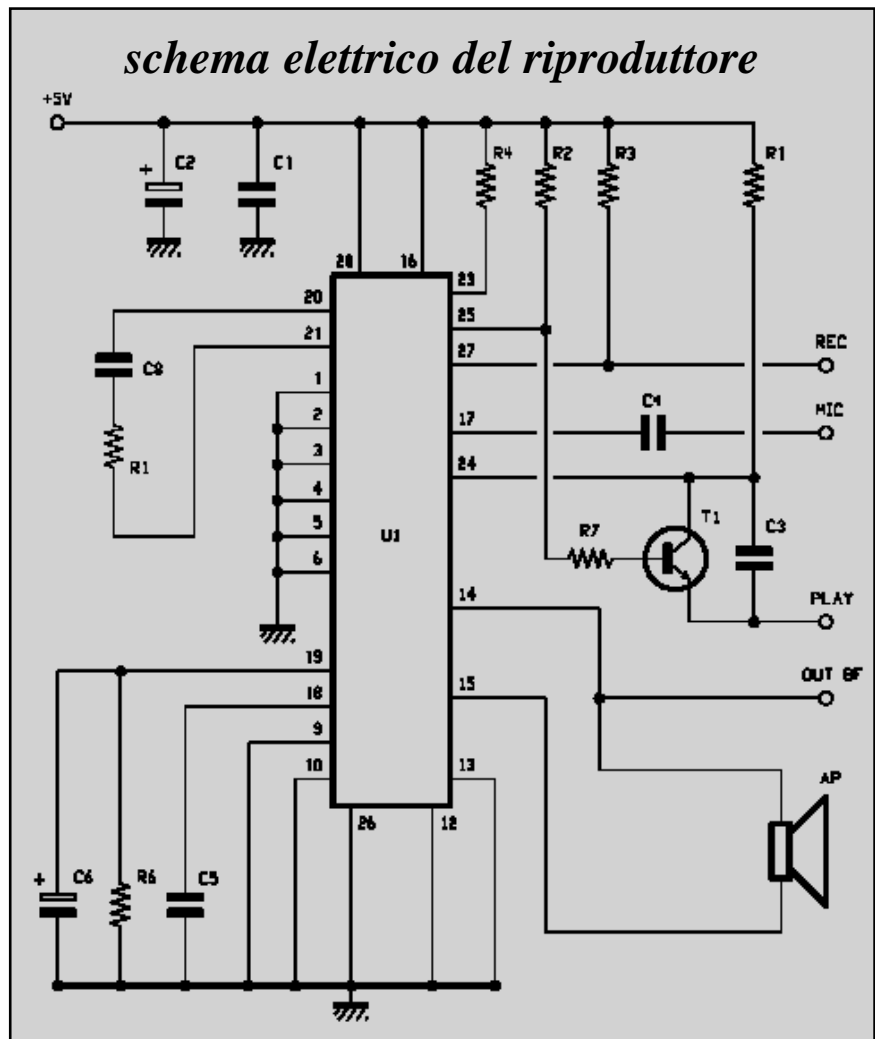 schema elettrico del riproduttore
+5V
C2
+
C1
R4
R2
R3
R1
28
16
23
20
25
21
27
REC
C8
1
C4
MIC
2
17
R1
3
24
4
T1
C3
5
U1
R7
6
14
PLAY
19
15
OUT BF
18
9
10
13
AP
26
12
+
C6
R6
C5